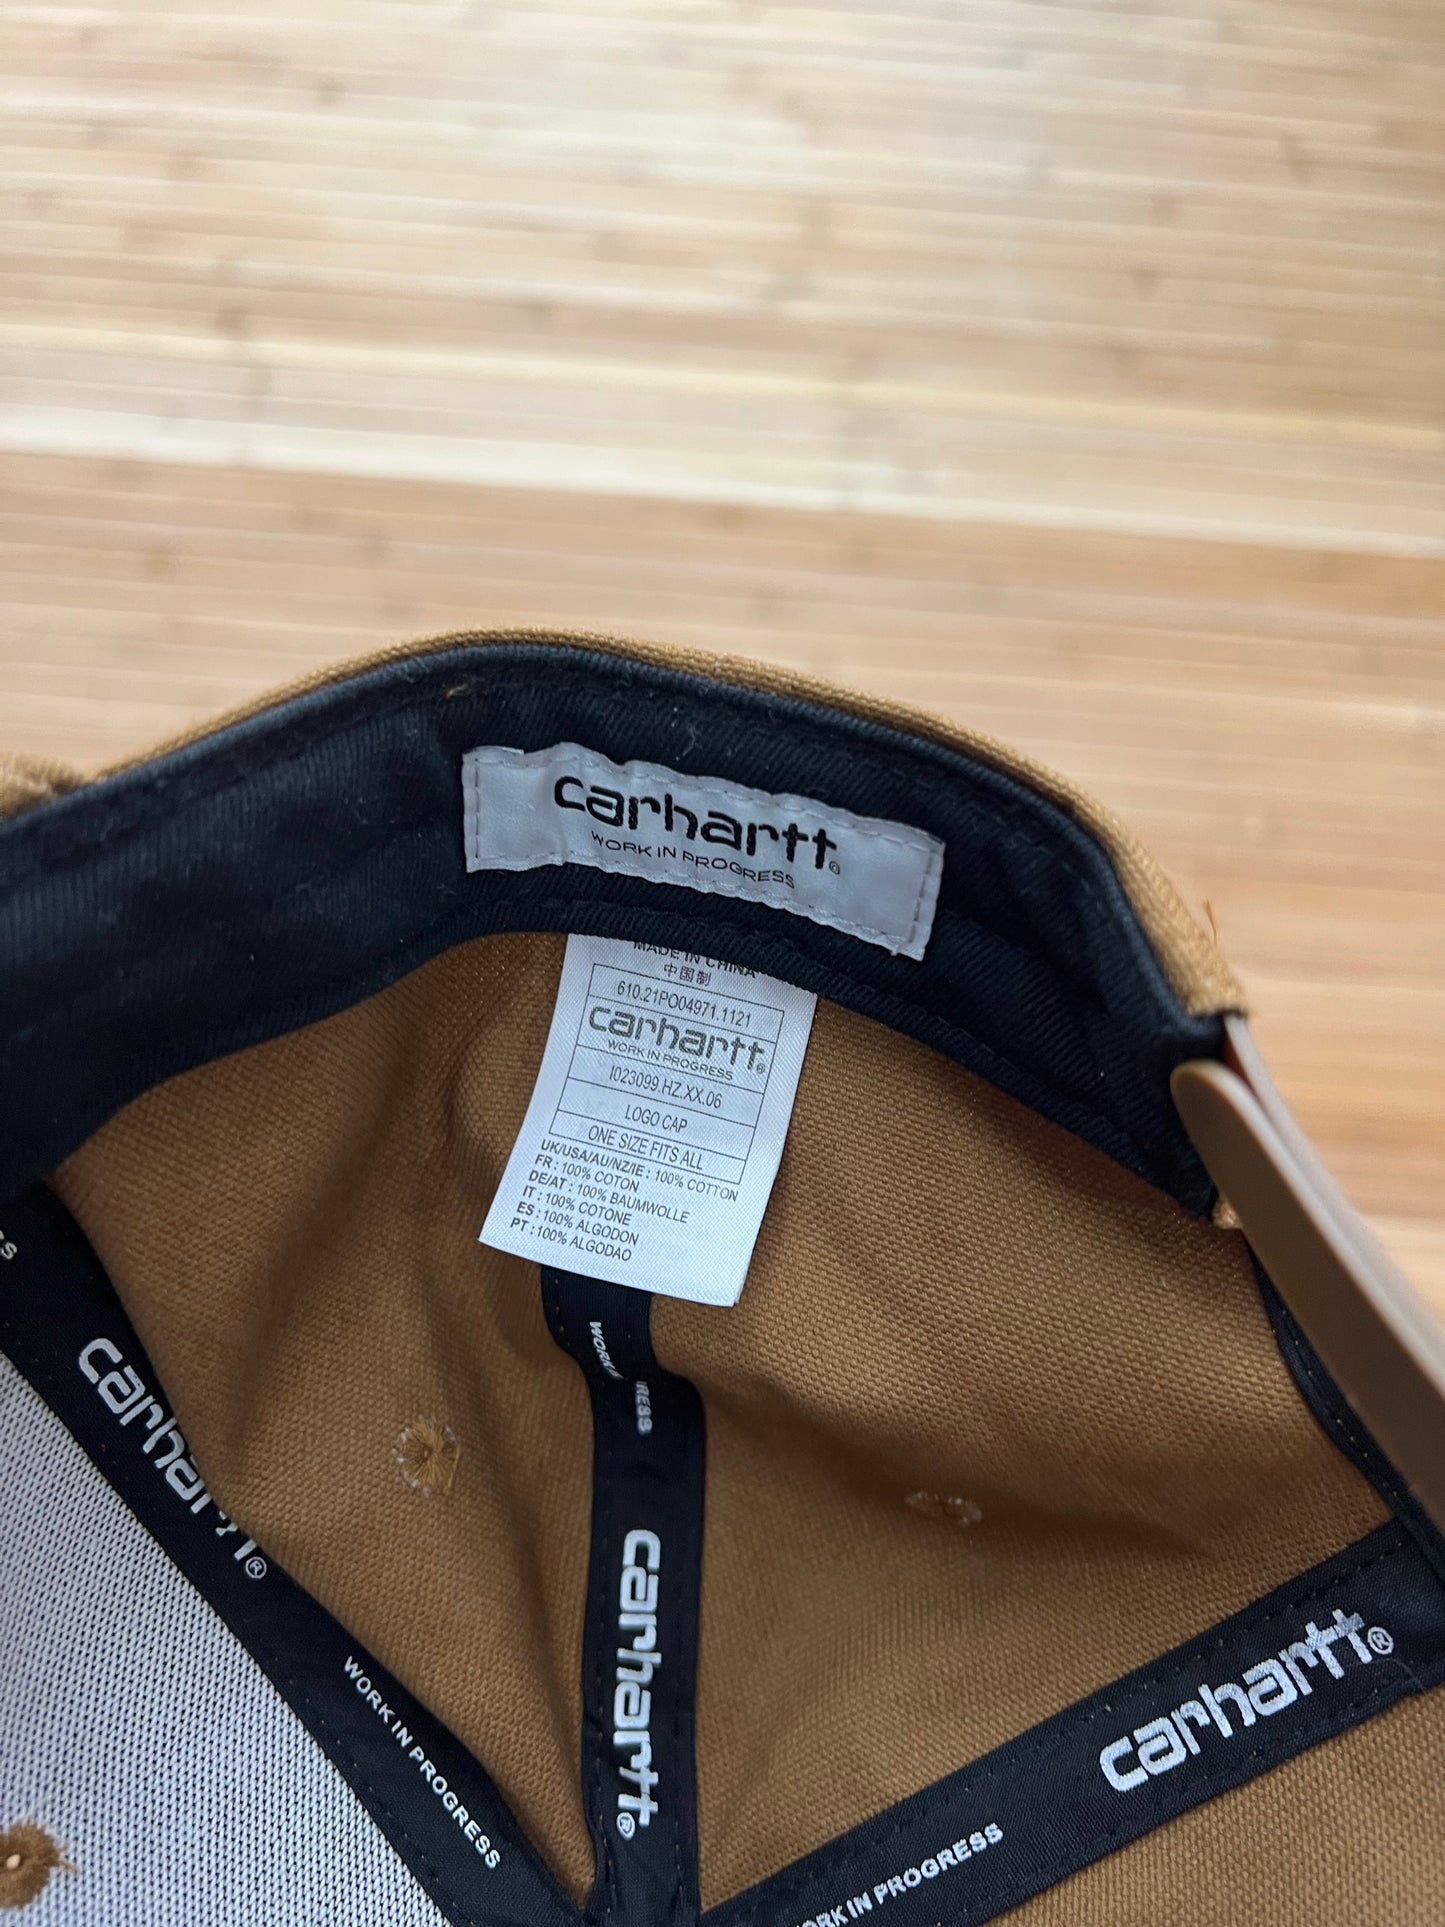 carhartt®
WORK IN PROGRESS
MADE IN CHINA
中国制
610.21PO04971.1121
carhartt®
WORK IN PROGRESS
I023099.HZ.XX.06
LOGO CAP
ONE SIZE FITS ALL
UK/USA/AU/NZ/IE : 100% COTTON
FR : 100% COTON
DE/AT : 100% BAUMWOLLE
IT : 100% COTONE
ES : 100% ALGODON
PT : 100% ALGODAO
carhartt®
WORK IN PROGRESS
WORK
carhartt®
carhartt®
WORK IN PROGRESS